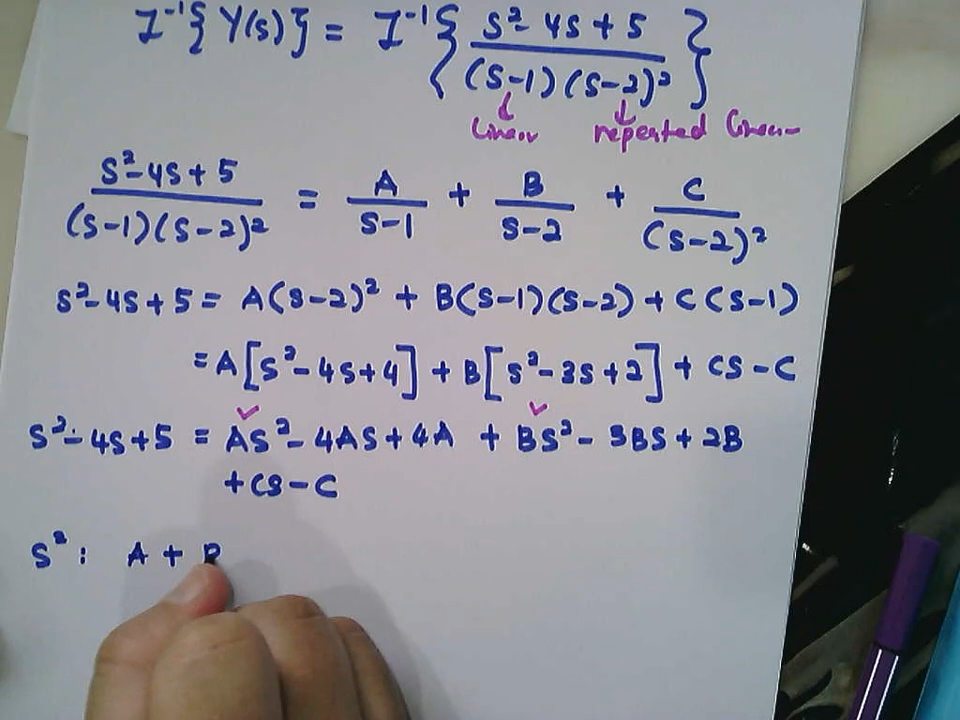 ℒ⁻¹{ Y(s) } = ℒ⁻¹{ (s² - 4s + 5) / ((s-1)(s-2)²) }
Linear repeated Linear
(s² - 4s + 5) / ((s-1)(s-2)²) = A / (s-1) + B / (s-2) + C / (s-2)²
s² - 4s + 5 = A(s-2)² + B(s-1)(s-2) + C(s-1)
= A[s² - 4s + 4] + B[s² - 3s + 2] + Cs - C
s² - 4s + 5 = As² - 4As + 4A + Bs² - 3Bs + 2B
+ Cs - C
s² : A + B